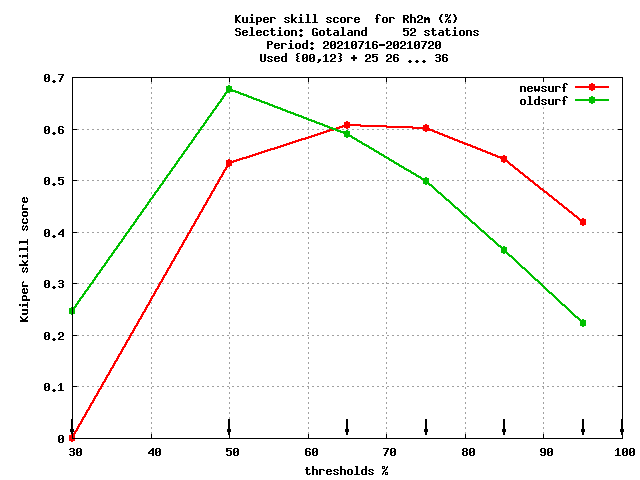 Kuiper skill score  for Rh2m (%)
Selection: Gotaland     52 stations
Period: 20210716-20210720
Used {00,12} + 25 26 ... 36
newsurf
oldsurf
Kuiper skill score
0.7
0.6
0.5
0.4
0.3
0.2
0.1
0
30 40 50 60 70 80 90 100
thresholds %